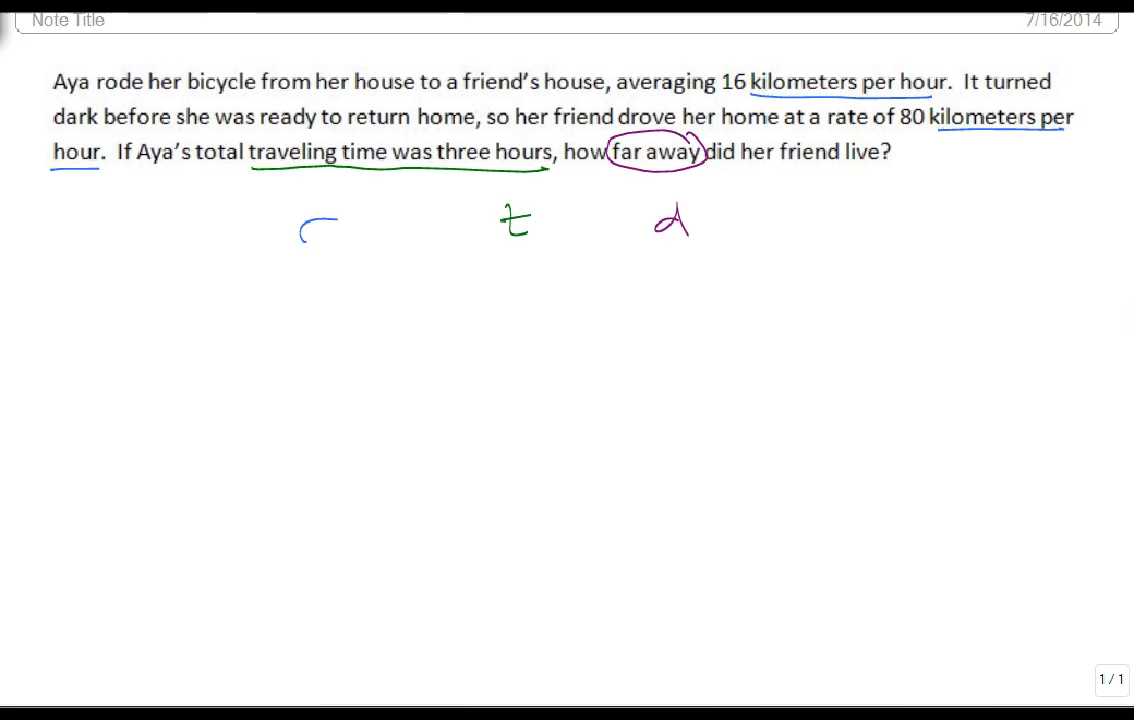 Note Title 7/16/2014
Aya rode her bicycle from her house to a friend's house, averaging 16 kilometers per hour. It turned
dark before she was ready to return home, so her friend drove her home at a rate of 80 kilometers per
hour. If Aya's total traveling time was three hours, how far away did her friend live?
r t d
1 / 1